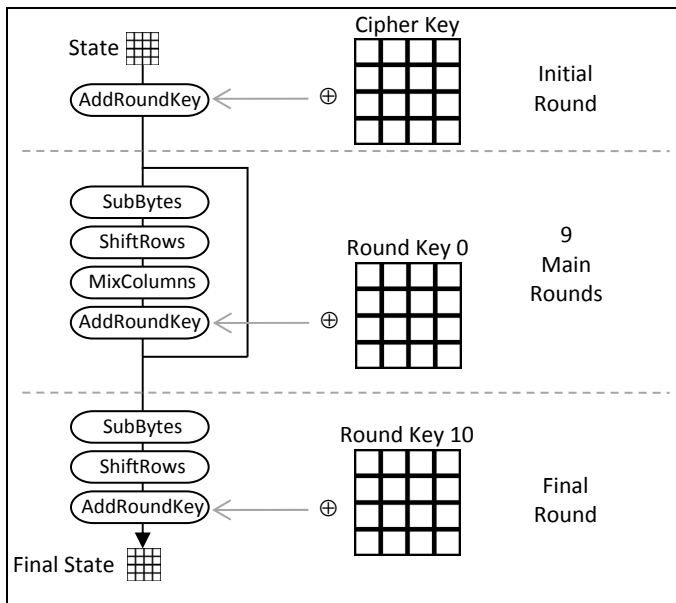 Cipher Key
State
Initial
Round
AddRoundKey
⊕
SubBytes
ShiftRows
MixColumns
AddRoundKey
⊕
Round Key 0
9
Main
Rounds
SubBytes
ShiftRows
AddRoundKey
⊕
Round Key 10
Final
Round
Final State